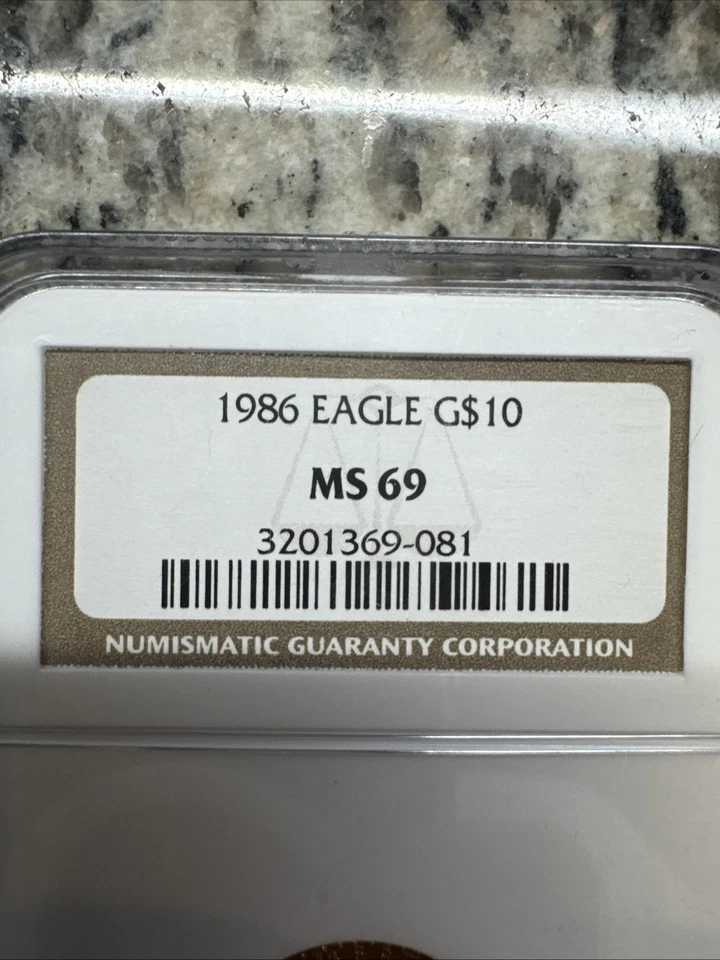 1986 EAGLE G$10
MS 69
3201369-081
NUMISMATIC GUARANTY CORPORATION